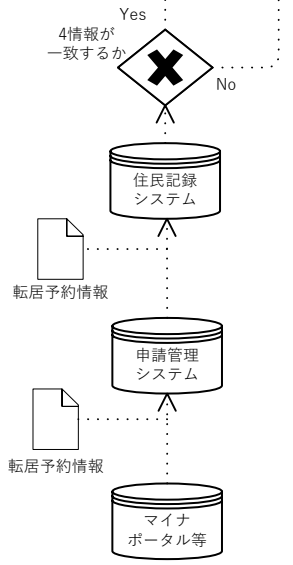 Yes
4情報が
一致するか
No
住民記録
システム
転居予約情報
申請管理
システム
転居予約情報
マイナ
ポータル等